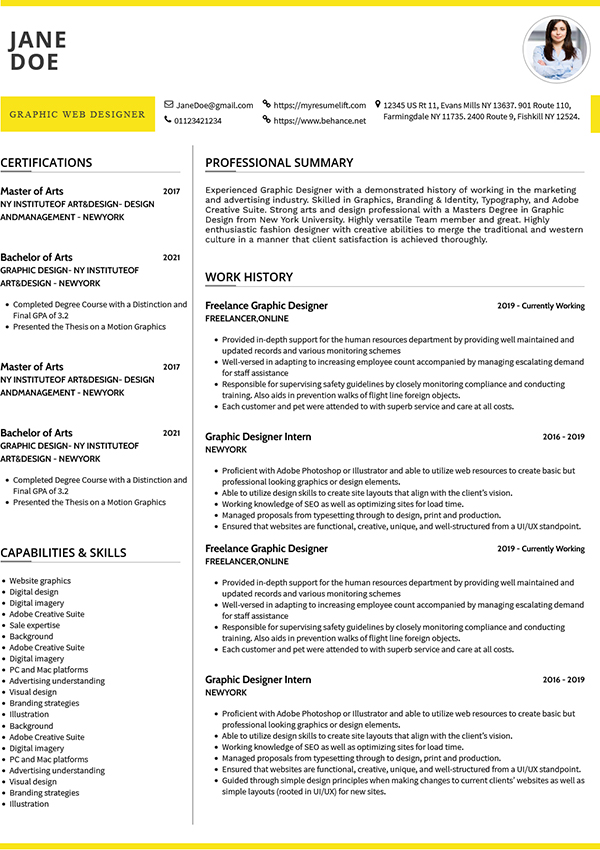 JANE
DOE
GRAPHIC WEB DESIGNER
JaneDoe@gmail.com
01123421234
https://myresumelift.com
https://www.behance.net
12345 US Rt 11, Evans Mills NY 13637. 901 Route 110,
Farmingdale NY 11735. 2400 Route 9, Fishkill NY 12524.
CERTIFICATIONS
Master of Arts 2017
NY INSTITUTEOF ART&DESIGN- DESIGN
ANDMANAGEMENT - NEWYORK
Bachelor of Arts 2021
GRAPHIC DESIGN- NY INSTITUTEOF
ART&DESIGN - NEWYORK
• Completed Degree Course with a Distinction and
Final GPA of 3.2
• Presented the Thesis on a Motion Graphics
Master of Arts 2017
NY INSTITUTEOF ART&DESIGN- DESIGN
ANDMANAGEMENT - NEWYORK
Bachelor of Arts 2021
GRAPHIC DESIGN- NY INSTITUTEOF
ART&DESIGN - NEWYORK
• Completed Degree Course with a Distinction and
Final GPA of 3.2
• Presented the Thesis on a Motion Graphics
CAPABILITIES & SKILLS
• Website graphics
• Digital design
• Digital imagery
• Adobe Creative Suite
• Sale expertise
• Background
• Adobe Creative Suite
• Digital imagery
• PC and Mac platforms
• Advertising understanding
• Visual design
• Branding strategies
• Illustration
• Background
• Adobe Creative Suite
• Digital imagery
• PC and Mac platforms
• Advertising understanding
• Visual design
• Branding strategies
• Illustration
PROFESSIONAL SUMMARY
Experienced Graphic Designer with a demonstrated history of working in the marketing
and advertising industry. Skilled in Graphics, Branding & Identity, Typography, and Adobe
Creative Suite. Strong arts and design professional with a Masters Degree in Graphic
Design from New York University. Highly Versatile Team member and great. Highly
enthusiastic fashion designer with creative abilities to merge the traditional and western
culture in a manner that client satisfaction is achieved thoroughly.
WORK HISTORY
Freelance Graphic Designer 2019 - Currently Working
FREELANCER,ONLINE
• Provided in-depth support for the human resources department by providing well maintained and
updated records and various monitoring schemes
• Well-versed in adapting to increasing employee count accompanied by managing escalating demand
for staff assistance
• Responsible for supervising safety guidelines by closely monitoring compliance and conducting
training. Also aids in prevention walks of flight line foreign objects.
• Each customer and pet were attended to with superb service and care at all costs.
Graphic Designer Intern 2016 - 2019
NEWYORK
• Proficient with Adobe Photoshop or Illustrator and able to utilize web resources to create basic but
professional looking graphics or design elements.
• Able to utilize design skills to create site layouts that align with the client's vision.
• Working knowledge of SEO as well as optimizing sites for load time.
• Managed proposals from typesetting through to design, print and production.
• Ensured that websites are functional, creative, unique, and well-structured from a UI/UX standpoint.
Freelance Graphic Designer 2019 - Currently Working
FREELANCER,ONLINE
• Provided in-depth support for the human resources department by providing well maintained and
updated records and various monitoring schemes
• Well-versed in adapting to increasing employee count accompanied by managing escalating demand
for staff assistance
• Responsible for supervising safety guidelines by closely monitoring compliance and conducting
training. Also aids in prevention walks of flight line foreign objects.
• Each customer and pet were attended to with superb service and care at all costs.
Graphic Designer Intern 2016 - 2019
NEWYORK
• Proficient with Adobe Photoshop or Illustrator and able to utilize web resources to create basic but
professional looking graphics or design elements.
• Able to utilize design skills to create site layouts that align with the client's vision.
• Working knowledge of SEO as well as optimizing sites for load time.
• Managed proposals from typesetting through to design, print and production.
• Ensured that websites are functional, creative, unique, and well-structured from a UI/UX standpoint.
• Guided through simple design principles when making changes to current clients' websites as well as
simple layouts (rooted in UI/UX) for new sites.